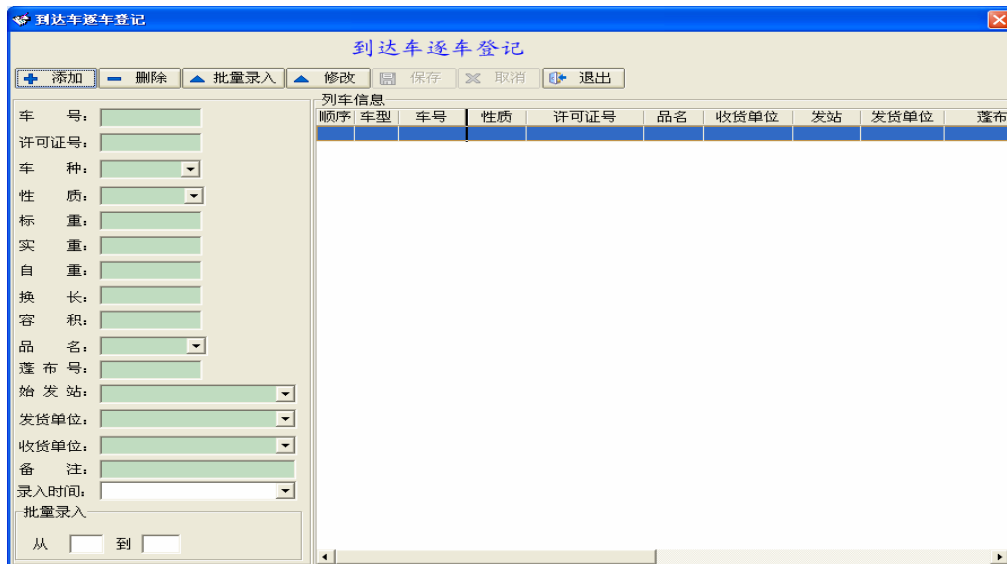 到达车逐车登记
到达车逐车登记
添加 删除 批量录入 修改 保存 取消 退出
车 号：
许可证号：
车 种：
性 质：
标 重：
实 重：
自 重：
换 长：
容 积：
品 名：
蓬 布 号：
始 发 站：
发货单位：
收货单位：
备 注：
录入时间：
批量录入
从 到
列车信息
顺序 车型 车号 性质 许可证号 品名 收货单位 发站 发货单位 蓬布